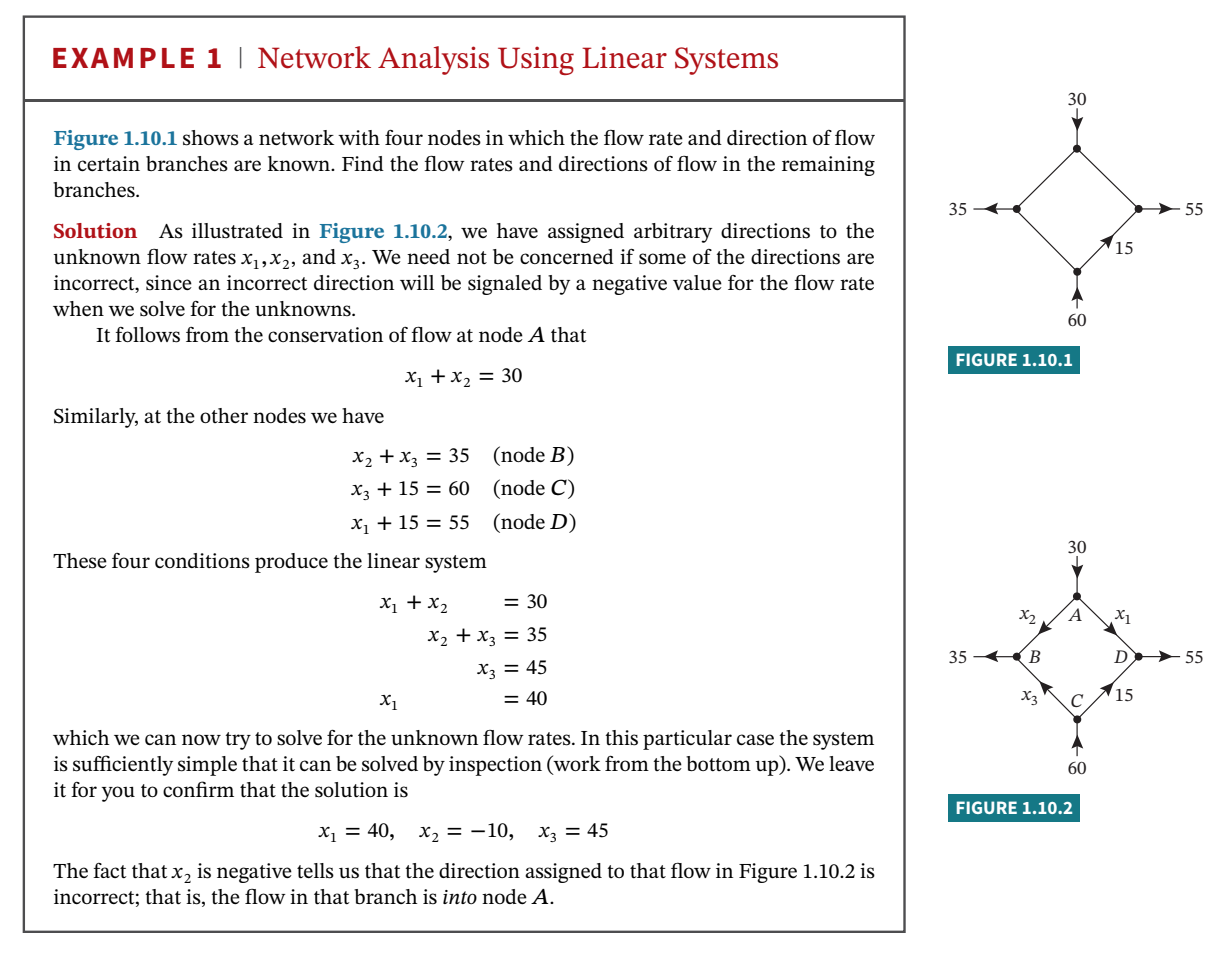 EXAMPLE 1 | Network Analysis Using Linear Systems
Figure 1.10.1 shows a network with four nodes in which the flow rate and direction of flow
in certain branches are known. Find the flow rates and directions of flow in the remaining
branches.
Solution As illustrated in Figure 1.10.2, we have assigned arbitrary directions to the
unknown flow rates x₁, x₂, and x₃. We need not be concerned if some of the directions are
incorrect, since an incorrect direction will be signaled by a negative value for the flow rate
when we solve for the unknowns.
It follows from the conservation of flow at node A that
x₁ + x₂ = 30
Similarly, at the other nodes we have
x₂ + x₃ = 35 (node B)
x₃ + 15 = 60 (node C)
x₁ + 15 = 55 (node D)
These four conditions produce the linear system
x₁ + x₂ = 30
x₂ + x₃ = 35
x₃ = 45
x₁ = 40
which we can now try to solve for the unknown flow rates. In this particular case the system
is sufficiently simple that it can be solved by inspection (work from the bottom up). We leave
it for you to confirm that the solution is
x₁ = 40, x₂ = −10, x₃ = 45
The fact that x₂ is negative tells us that the direction assigned to that flow in Figure 1.10.2 is
incorrect; that is, the flow in that branch is into node A.
30
35 55
15
60
FIGURE 1.10.1
30
x₂ A x₁
35 B D 55
x₃ C 15
60
FIGURE 1.10.2